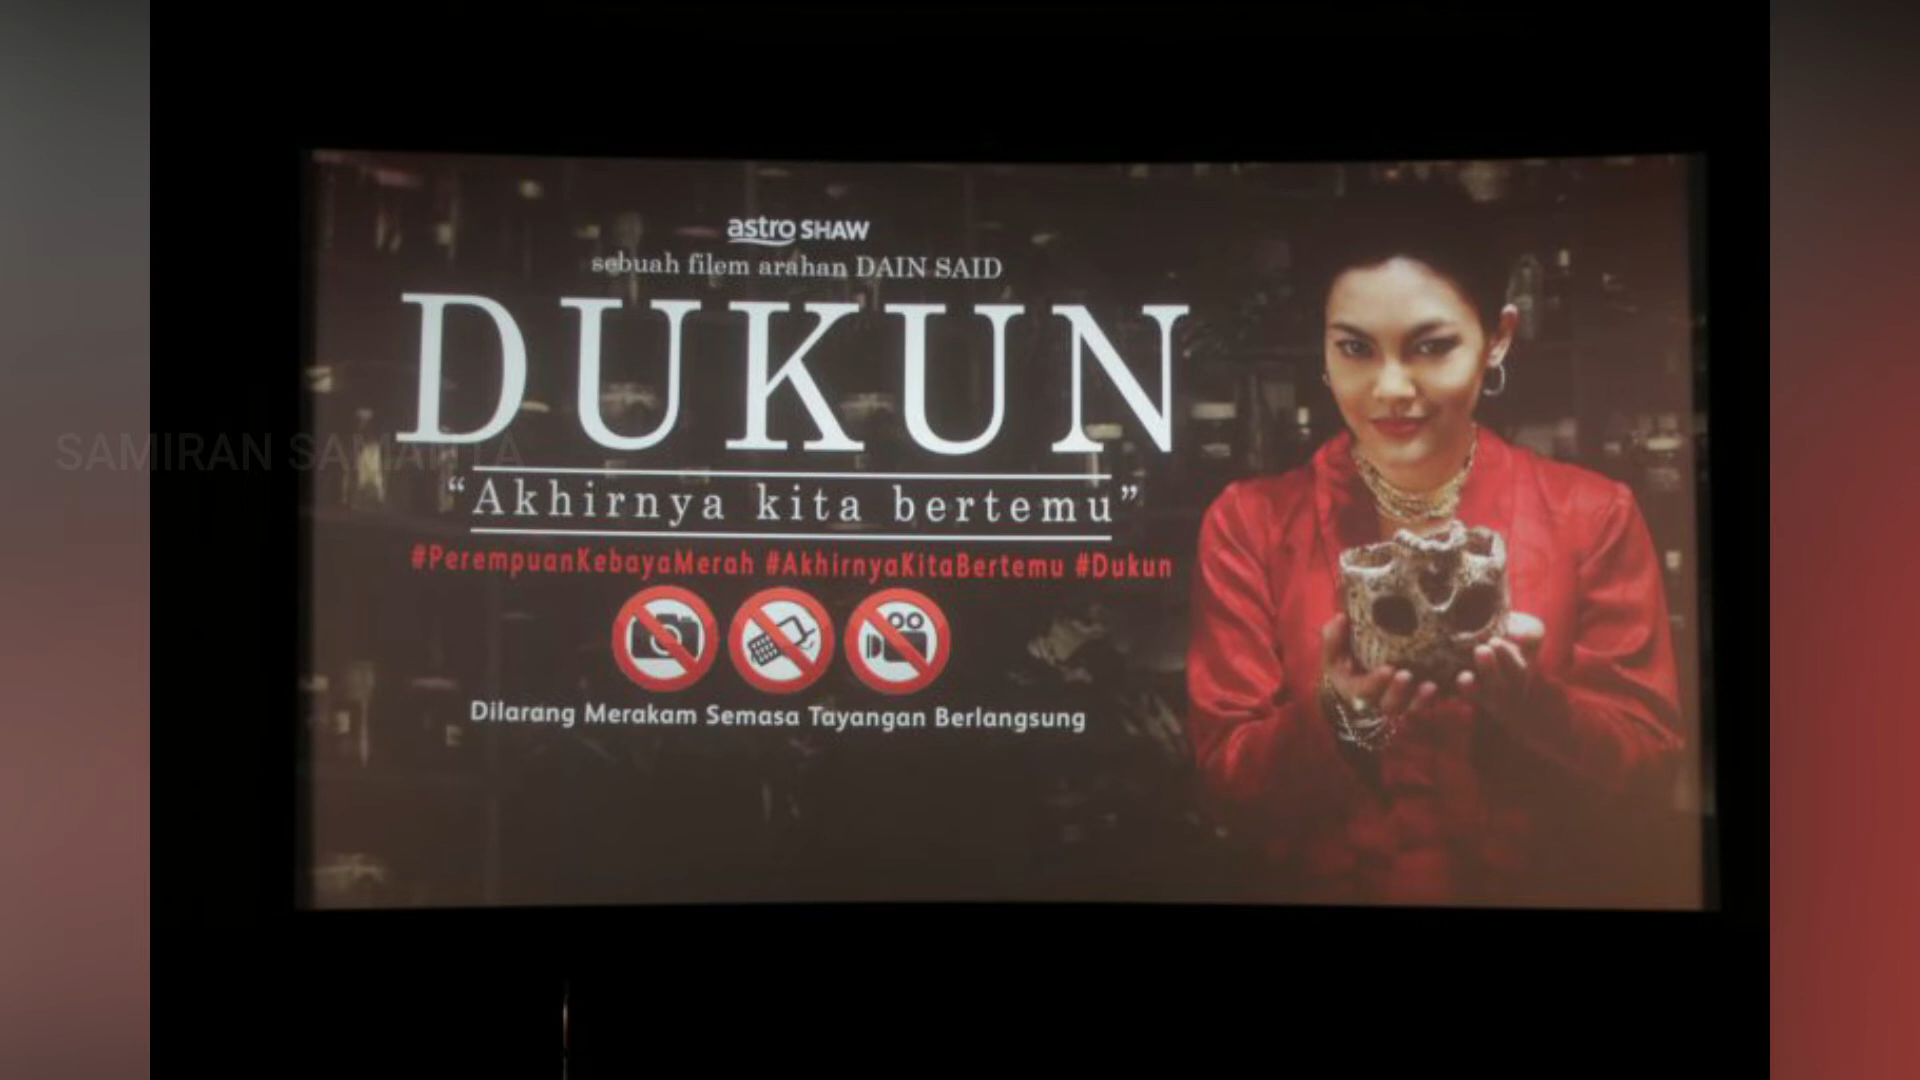 astro SHAW
sebuah filem arahan DAIN SAID
DUKUN
“Akhirnya kita bertemu”
#PerempuanKebayaMerah #AkhirnyaKitaBertemu #Dukun
Dilarang Merakam Semasa Tayangan Berlangsung
SAMIRAN SAMANTA